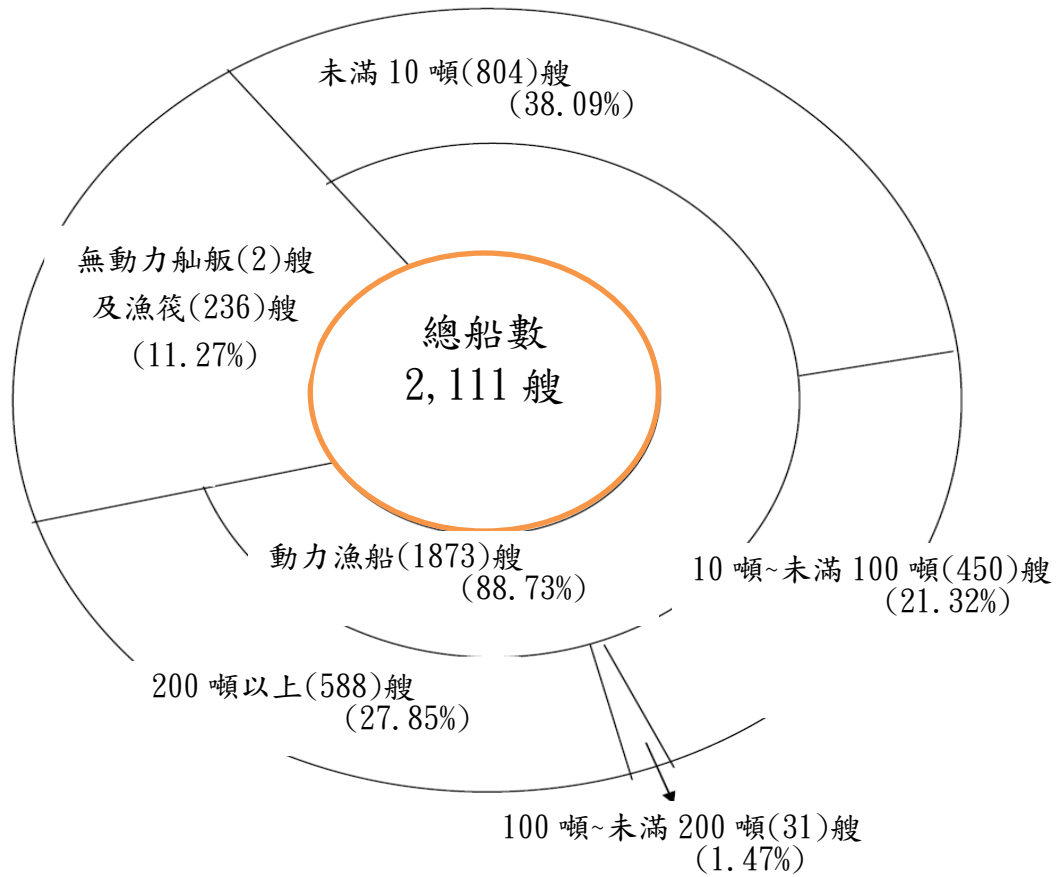 未滿 10 噸(804)艘
(38.09%)
無動力舢舨(2)艘
及漁筏(236)艘
(11.27%)
總船數
2,111 艘
動力漁船(1873)艘
(88.73%)
10 噸~未滿 100 噸(450)艘
(21.32%)
200 噸以上(588)艘
(27.85%)
100 噸~未滿 200 噸(31)艘
(1.47%)